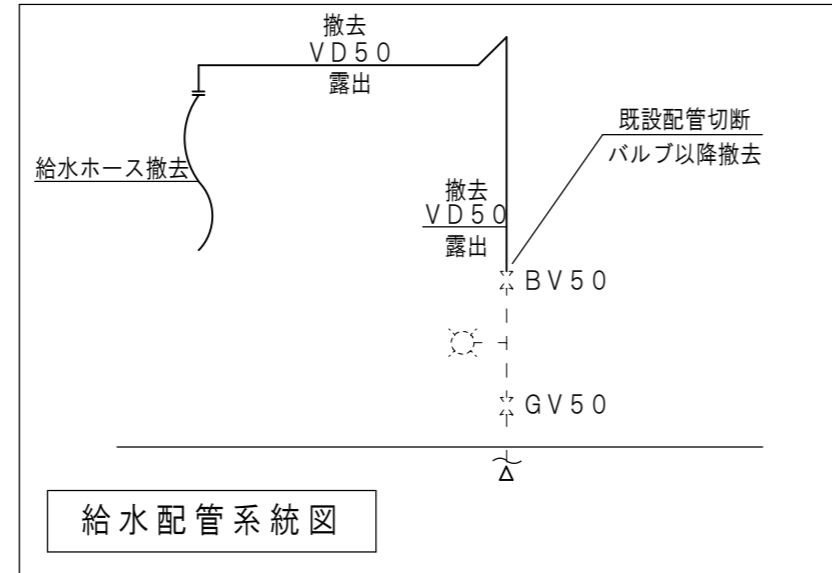 撤去
VD50
露出
既設配管切断
バルブ以降撤去
給水ホース撤去
撤去
VD50
露出
BV50
GV50
給水配管系統図